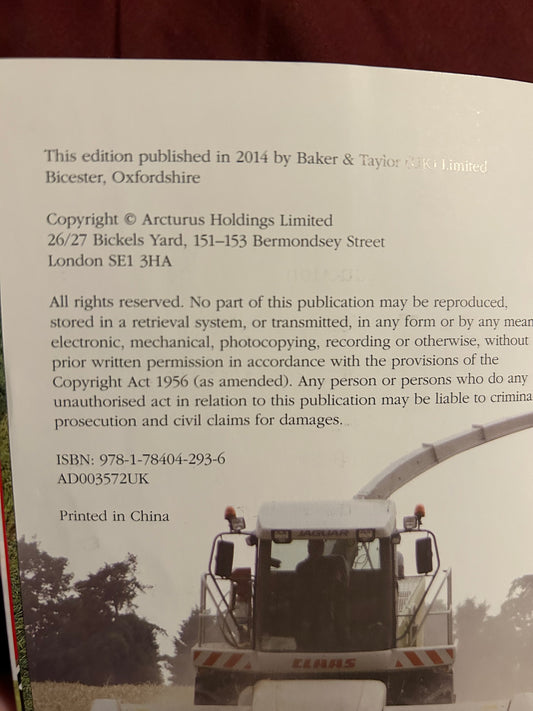 This edition published in 2014 by Baker & Taylor (UK) Limited
Bicester, Oxfordshire
Copyright © Arcturus Holdings Limited
26/27 Bickels Yard, 151–153 Bermondsey Street
London SE1 3HA
All rights reserved. No part of this publication may be reproduced,
stored in a retrieval system, or transmitted, in any form or by any mean
electronic, mechanical, photocopying, recording or otherwise, without
prior written permission in accordance with the provisions of the
Copyright Act 1956 (as amended). Any person or persons who do any
unauthorised act in relation to this publication may be liable to crimina
prosecution and civil claims for damages.
ISBN: 978-1-78404-293-6
AD003572UK
Printed in China
JAGUAR
CLAAS